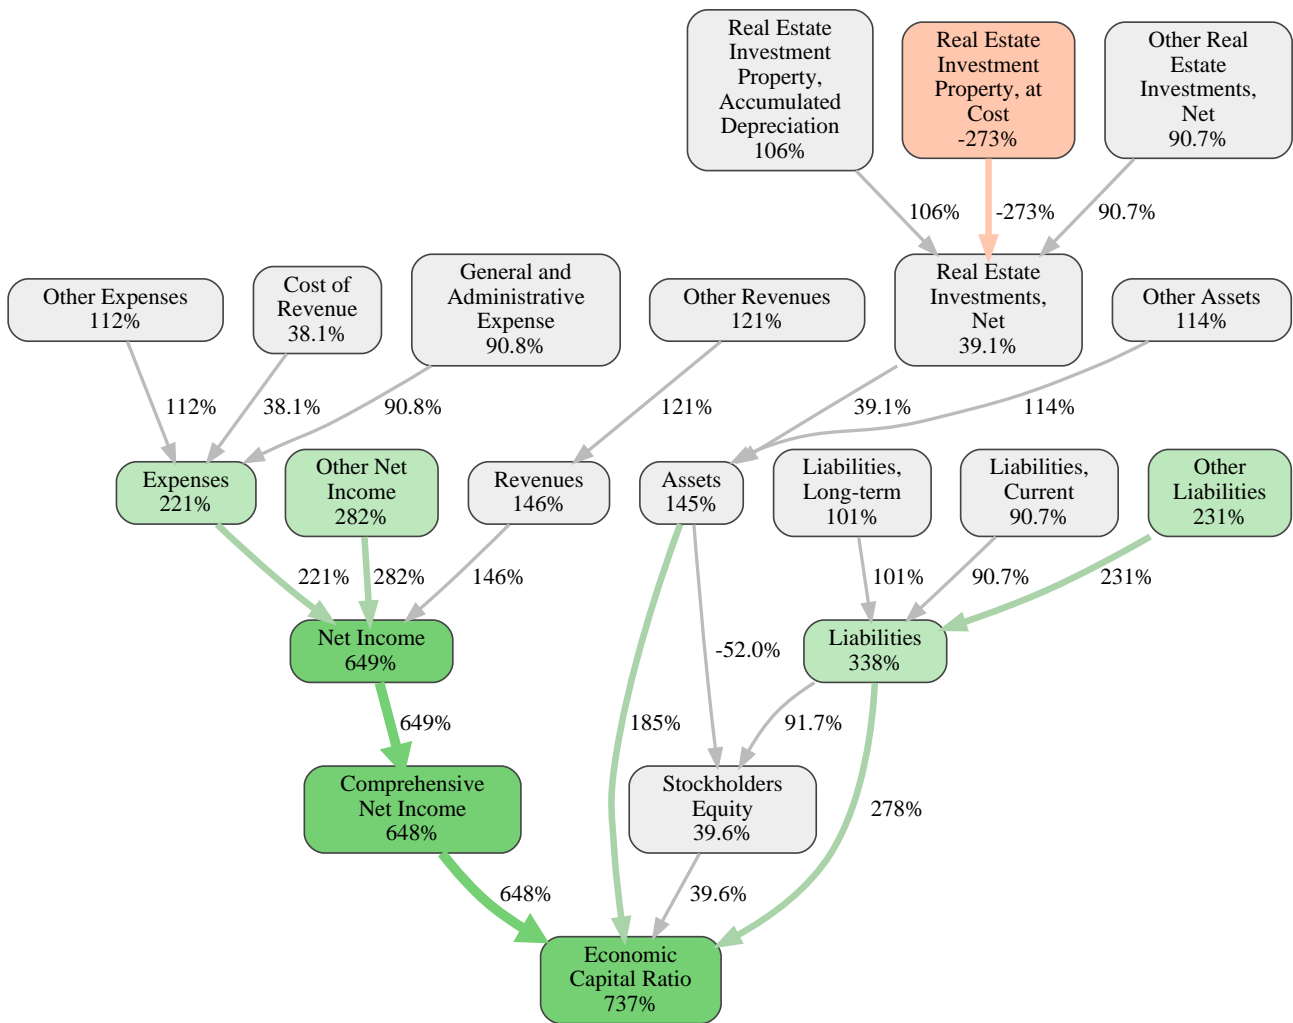 Real Estate
Investment
Property,
Accumulated
Depreciation
106%
Real Estate
Investment
Property, at
Cost
-273%
Other Real
Estate
Investments,
Net
90.7%
106%
-273%
90.7%
Other Expenses
112%
Cost of
Revenue
38.1%
General and
Administrative
Expense
90.8%
Other Revenues
121%
Real Estate
Investments,
Net
39.1%
Other Assets
114%
112%
38.1%
90.8%
121%
39.1%
114%
Expenses
221%
Other Net
Income
282%
Revenues
146%
Assets
145%
Liabilities,
Long-term
101%
Liabilities,
Current
90.7%
Other
Liabilities
231%
221%
282%
146%
101%
90.7%
231%
Net Income
649%
-52.0%
Liabilities
338%
649%
185%
91.7%
Comprehensive
Net Income
648%
Stockholders
Equity
39.6%
278%
648%
39.6%
Economic
Capital Ratio
737%